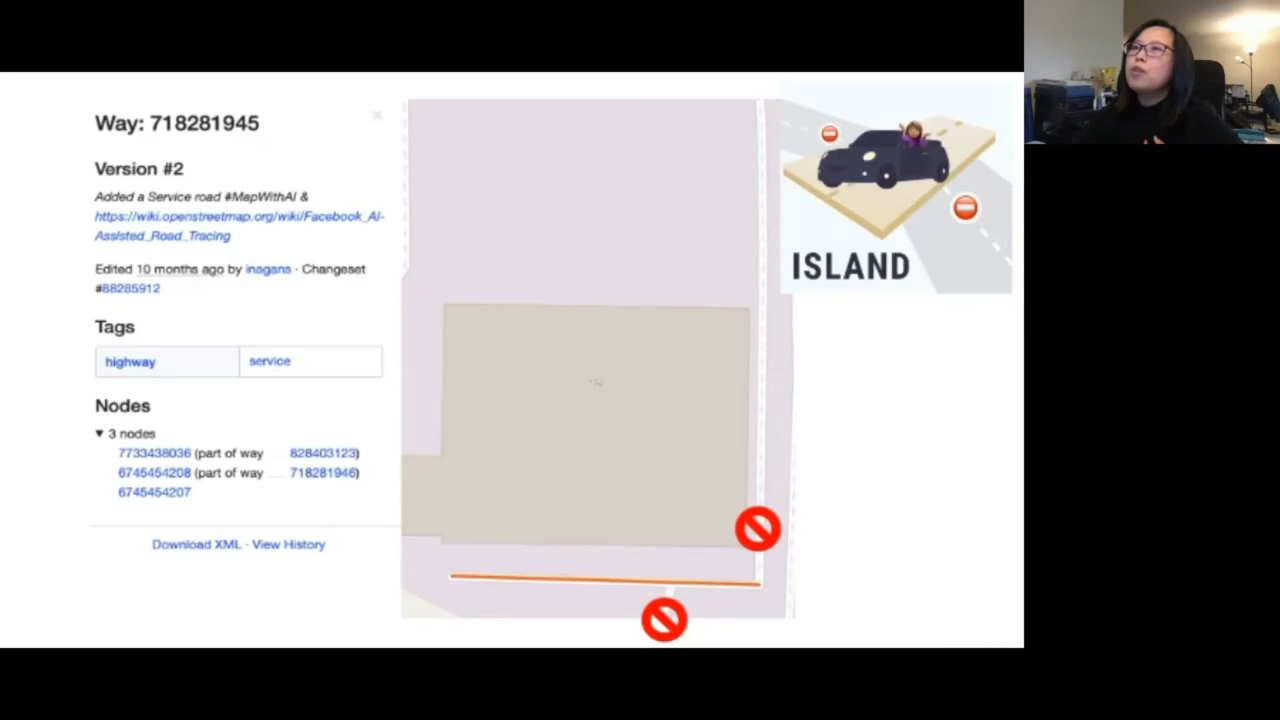 Way: 718281945
Version #2
Added a Service road #MapWithAI &
https://wiki.openstreetmap.org/wiki/Facebook_AI-
Assisted_Road_Tracing
Edited 10 months ago by inagans · Changeset
#88285912
Tags
highway service
Nodes
▼ 3 nodes
7733438036 (part of way 828403123)
6745454208 (part of way 718281946)
6745454207
Download XML · View History
ISLAND